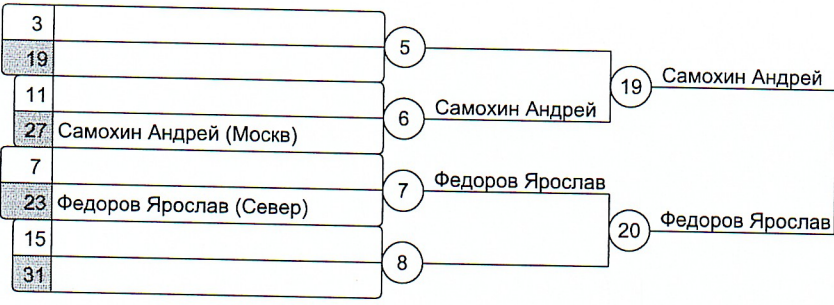 3
19
5
11
27 Самохин Андрей (Москв)
6 Самохин Андрей
19 Самохин Андрей
7
23 Федоров Ярослав (Север)
7 Федоров Ярослав
15
31
8
20 Федоров Ярослав